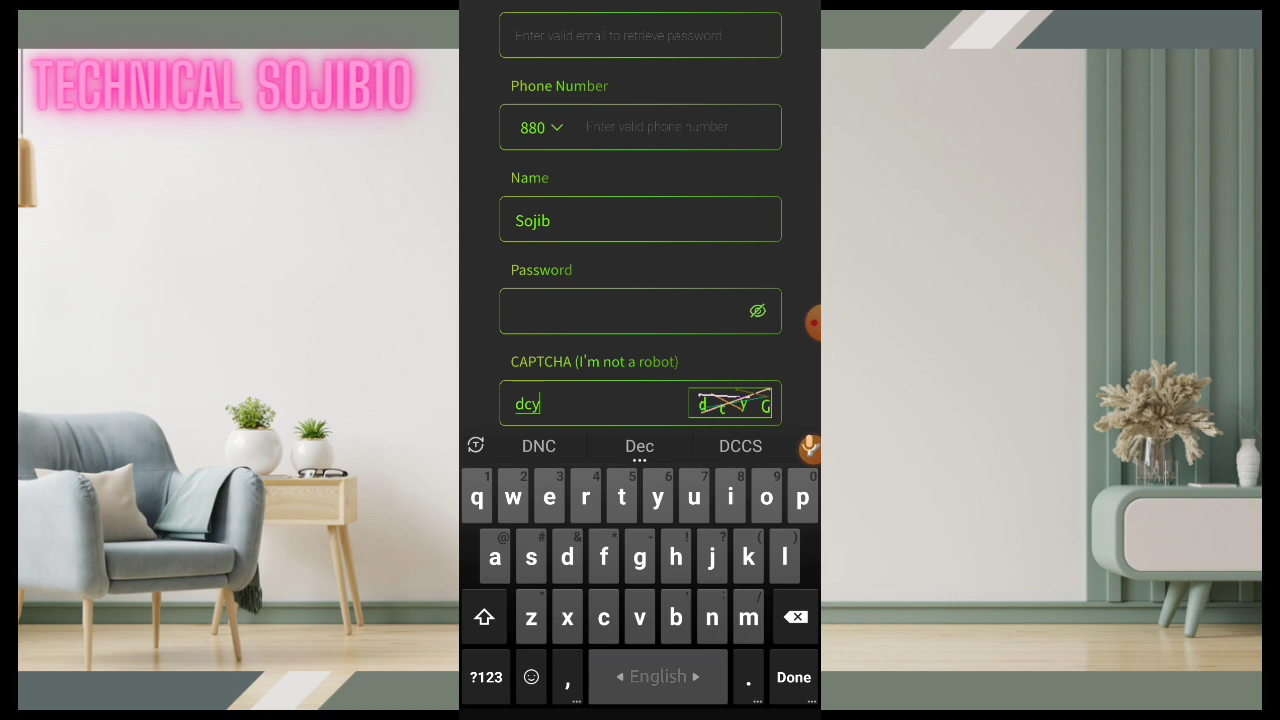 TECHNICAL SOJIB10
Enter valid email to retrieve password
Phone Number
880 Enter valid phone number
Name
Sojib
Password
CAPTCHA (I'm not a robot)
dcy d c y G
DNC Dec DCCS
1 2 3 4 5 6 7 8 9 0
q w e r t y u i o p
@ # & * - ! ? ( )
a s d f g h j k l
z x c v b n m
?123 , English . Done